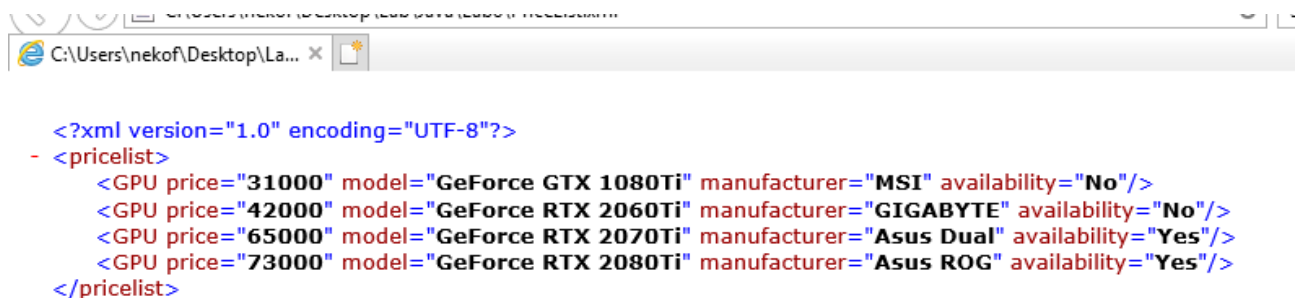 C:\Users\nekof\Desktop\La...
<?xml version="1.0" encoding="UTF-8"?>
- <pricelist>
<GPU price="31000" model="GeForce GTX 1080Ti" manufacturer="MSI" availability="No"/>
<GPU price="42000" model="GeForce RTX 2060Ti" manufacturer="GIGABYTE" availability="No"/>
<GPU price="65000" model="GeForce RTX 2070Ti" manufacturer="Asus Dual" availability="Yes"/>
<GPU price="73000" model="GeForce RTX 2080Ti" manufacturer="Asus ROG" availability="Yes"/>
</pricelist>